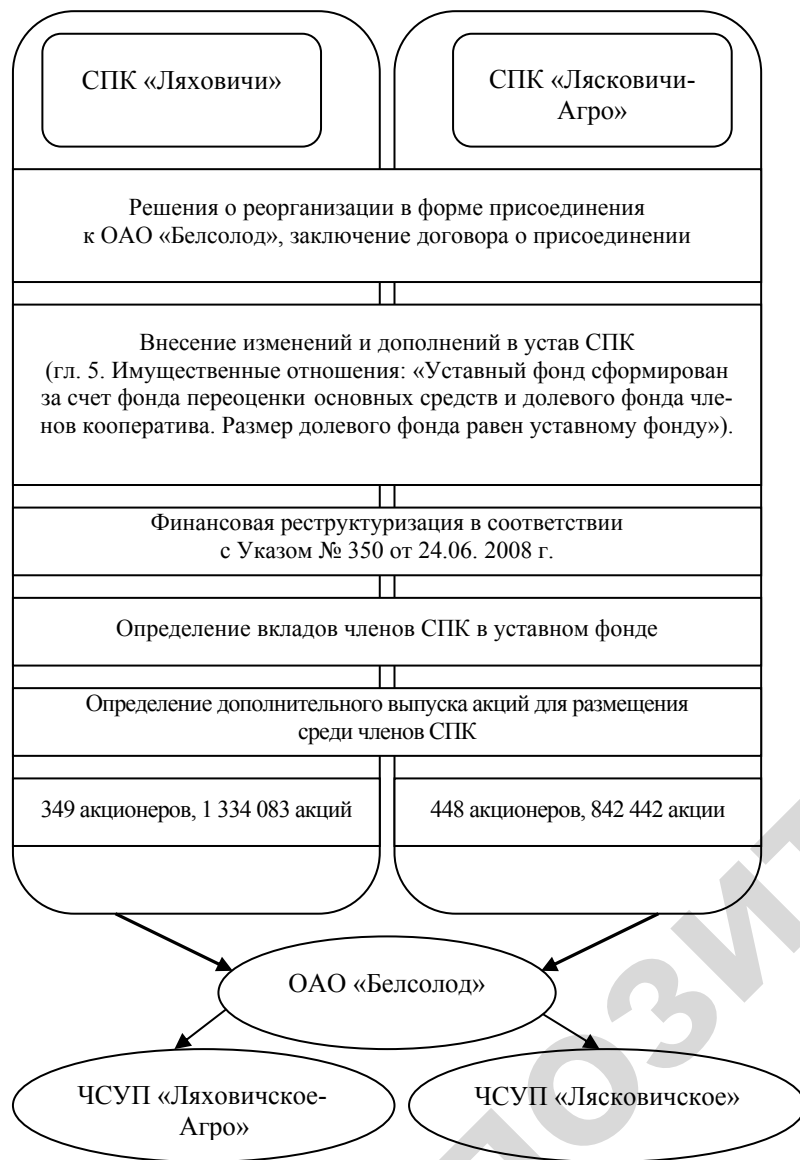 СПК «Ляховичи»
СПК «Лясковичи-
Агро»
Решения о реорганизации в форме присоединения
к ОАО «Белсолод», заключение договора о присоединении
Внесение изменений и дополнений в устав СПК
(гл. 5. Имущественные отношения: «Уставный фонд сформирован
за счет фонда переоценки основных средств и долевого фонда чле-
нов кооператива. Размер долевого фонда равен уставному фонду»).
Финансовая реструктуризация в соответствии
с Указом № 350 от 24.06. 2008 г.
Определение вкладов членов СПК в уставном фонде
Определение дополнительного выпуска акций для размещения
среди членов СПК
349 акционеров, 1 334 083 акций
448 акционеров, 842 442 акции
ОАО «Белсолод»
ЧСУП «Ляховичское-
Агро»
ЧСУП «Лясковичское»